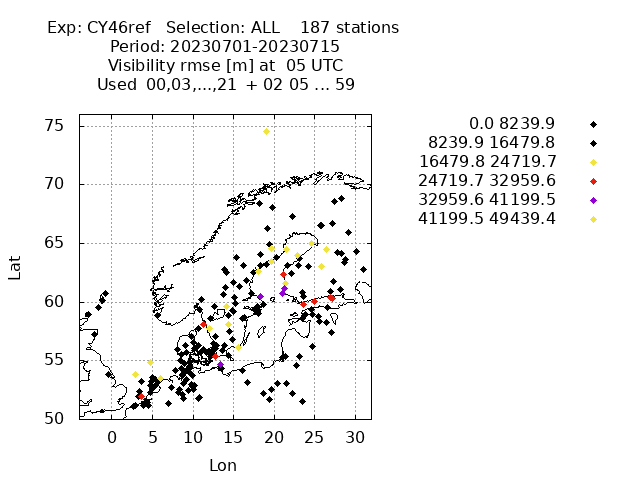 Exp: CY46ref   Selection: ALL    187 stations
Period: 20230701-20230715
Visibility rmse [m] at  05 UTC
Used  00,03,...,21  + 02 05 ... 59
0.0 8239.9
8239.9 16479.8
16479.8 24719.7
24719.7 32959.6
32959.6 41199.5
41199.5 49439.4
75
70
65
60
55
50
Lat
0 5 10 15 20 25 30
Lon